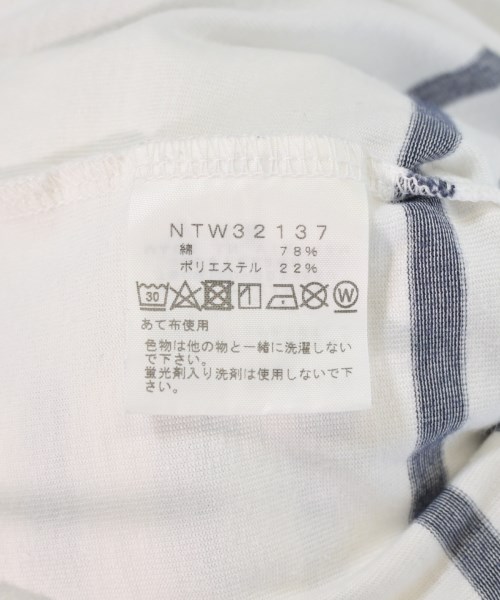 NTW32137
綿 78%
ポリエステル 22%
30 W
あて布使用
色物は他の物と一緒に洗濯しない
で下さい。
蛍光剤入り洗剤は使用しないで下
さい。